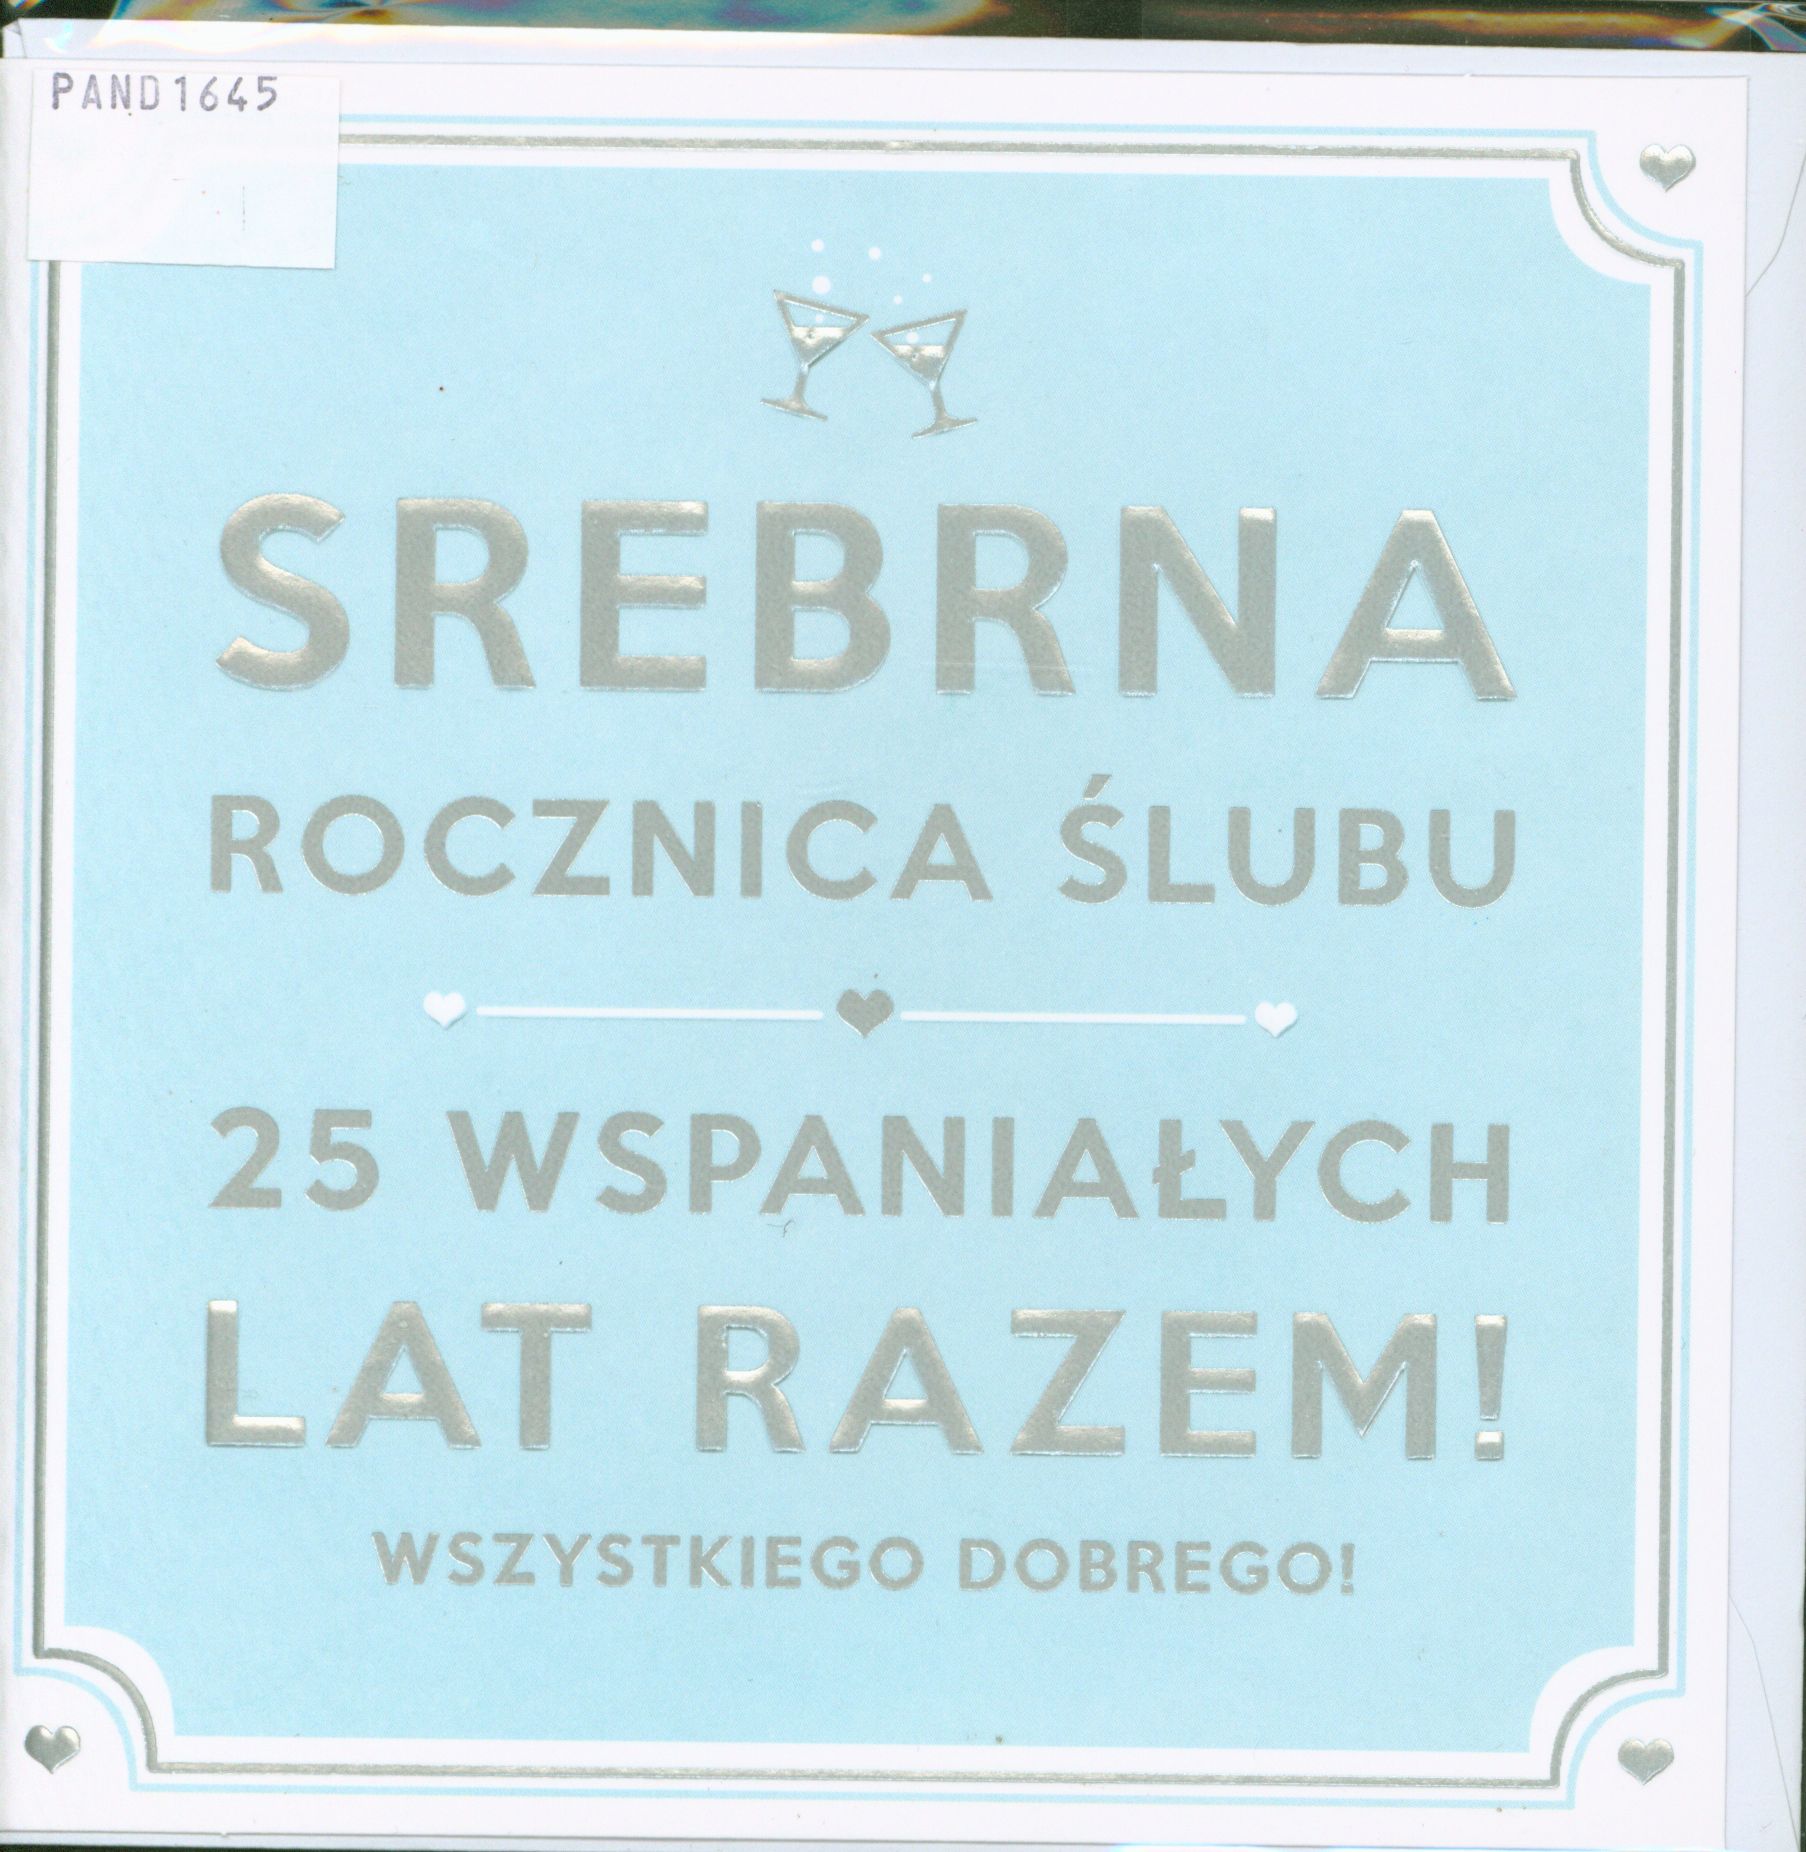 PAND1645
SREBRNA
ROCZNICA ŚLUBU
25 WSPANIAŁYCH
LAT RAZEM!
WSZYSTKIEGO DOBREGO!